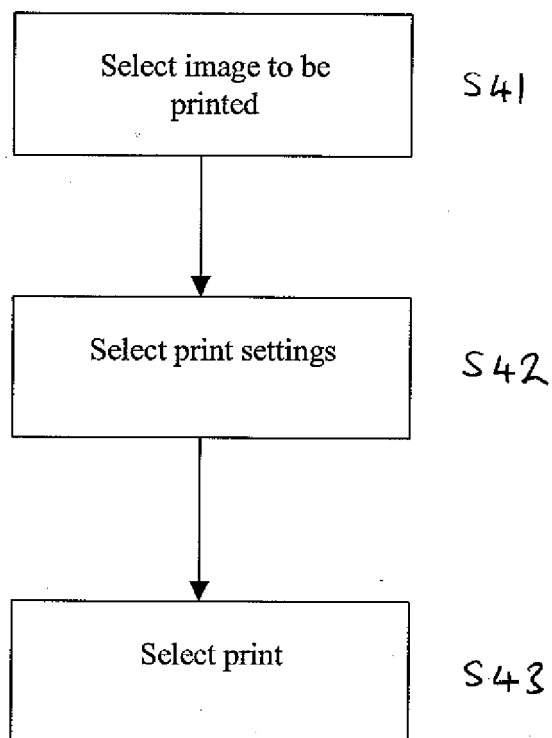 Select image to be
printed
S41
Select print settings
S42
Select print
S43